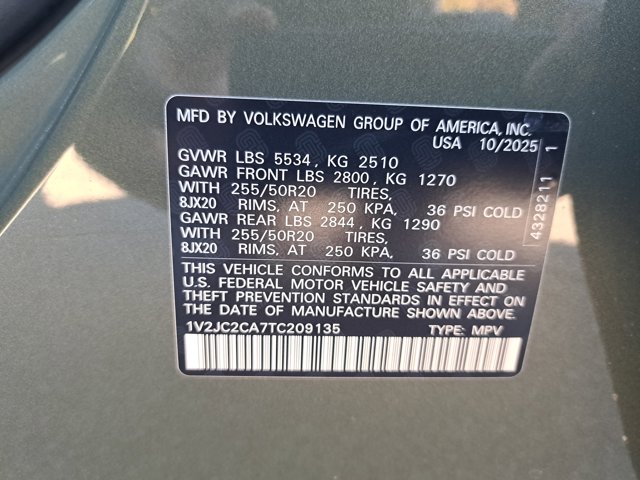 MFD BY VOLKSWAGEN GROUP OF AMERICA, INC.
USA 10/2025
GVWR LBS 5534, KG 2510
GAWR FRONT LBS 2800, KG 1270
WITH 255/50R20 TIRES,
8JX20 RIMS, AT 250 KPA, 36 PSI COLD
GAWR REAR LBS 2844, KG 1290
WITH 255/50R20 TIRES,
8JX20 RIMS, AT 250 KPA, 36 PSI COLD
THIS VEHICLE CONFORMS TO ALL APPLICABLE
U.S. FEDERAL MOTOR VEHICLE SAFETY AND
THEFT PREVENTION STANDARDS IN EFFECT ON
THE DATE OF MANUFACTURE SHOWN ABOVE.
1V2JC2CA7TC209135 TYPE: MPV
4328211 1